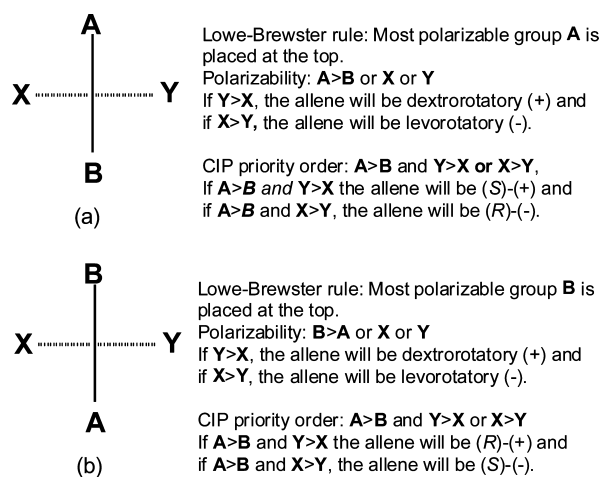 A
X
Y
B
(a)
Lowe-Brewster rule: Most polarizable group A is
placed at the top.
Polarizability: A>B or X or Y
If Y>X, the allene will be dextrorotatory (+) and
if X>Y, the allene will be levorotatory (-).
CIP priority order: A>B and Y>X or X>Y,
If A>B and Y>X the allene will be (S)-(+) and
if A>B and X>Y, the allene will be (R)-(-).
B
X
Y
A
(b)
Lowe-Brewster rule: Most polarizable group B is
placed at the top.
Polarizability: B>A or X or Y
If Y>X, the allene will be dextrorotatory (+) and
if X>Y, the allene will be levorotatory (-).
CIP priority order: A>B and Y>X or X>Y
If A>B and Y>X the allene will be (R)-(+) and
if A>B and X>Y, the allene will be (S)-(-).